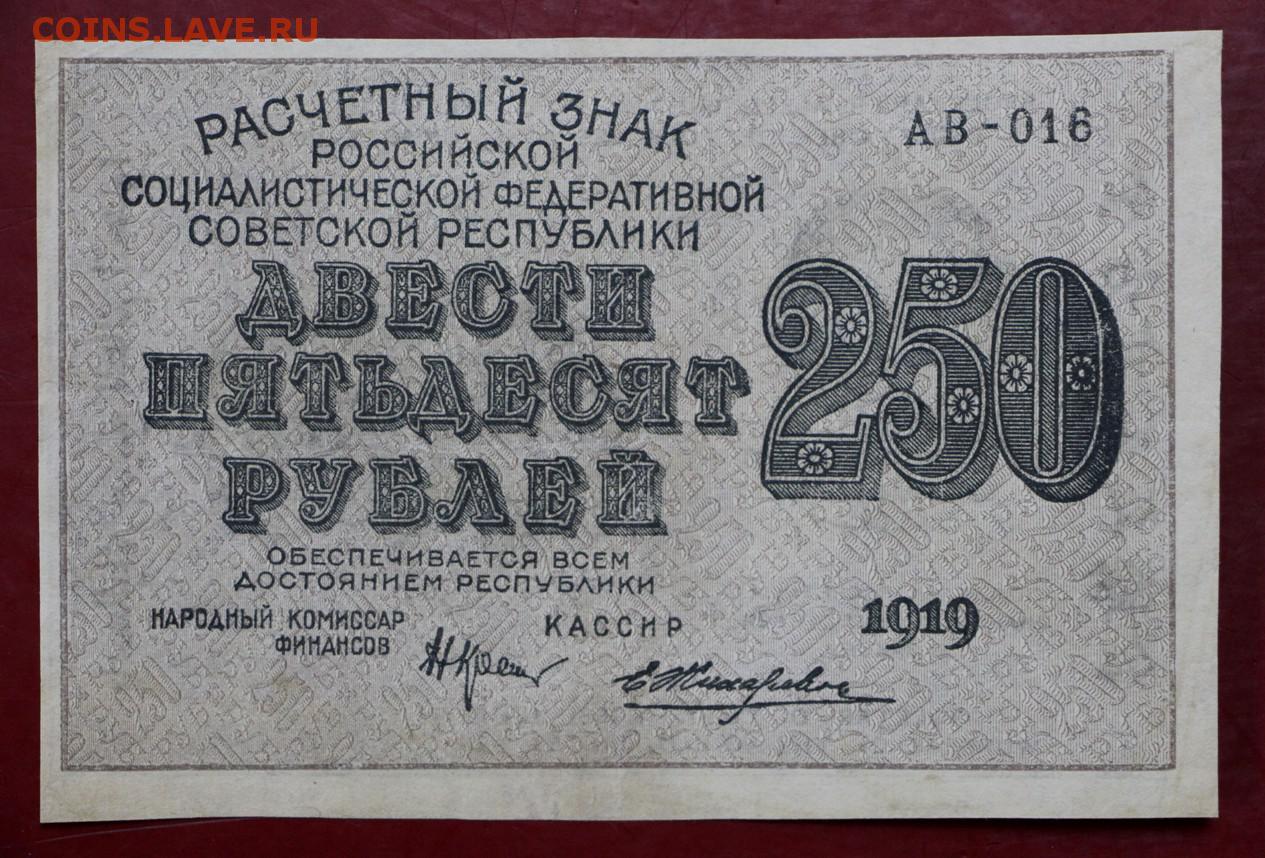 COINS.LAVE.RU
РАСЧЕТНЫЙ ЗНАК
РОССИЙСКОЙ
СОЦИАЛИСТИЧЕСКОЙ ФЕДЕРАТИВНОЙ
СОВЕТСКОЙ РЕСПУБЛИКИ
АВ-016
ДВЕСТИ
ПЯТЬДЕСЯТ
РУБЛЕЙ
250
ОБЕСПЕЧИВАЕТСЯ ВСЕМ
ДОСТОЯНИЕМ РЕСПУБЛИКИ
НАРОДНЫЙ КОМИССАР
ФИНАНСОВ
КАССИР
1919
Е Жихаревъ